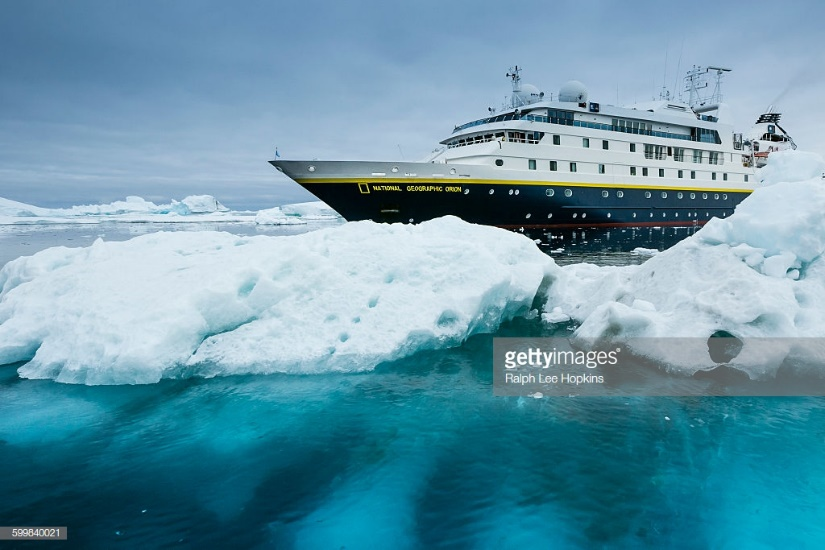 NATIONAL GEOGRAPHIC ORION
gettyimages®
Ralph Lee Hopkins
599840021